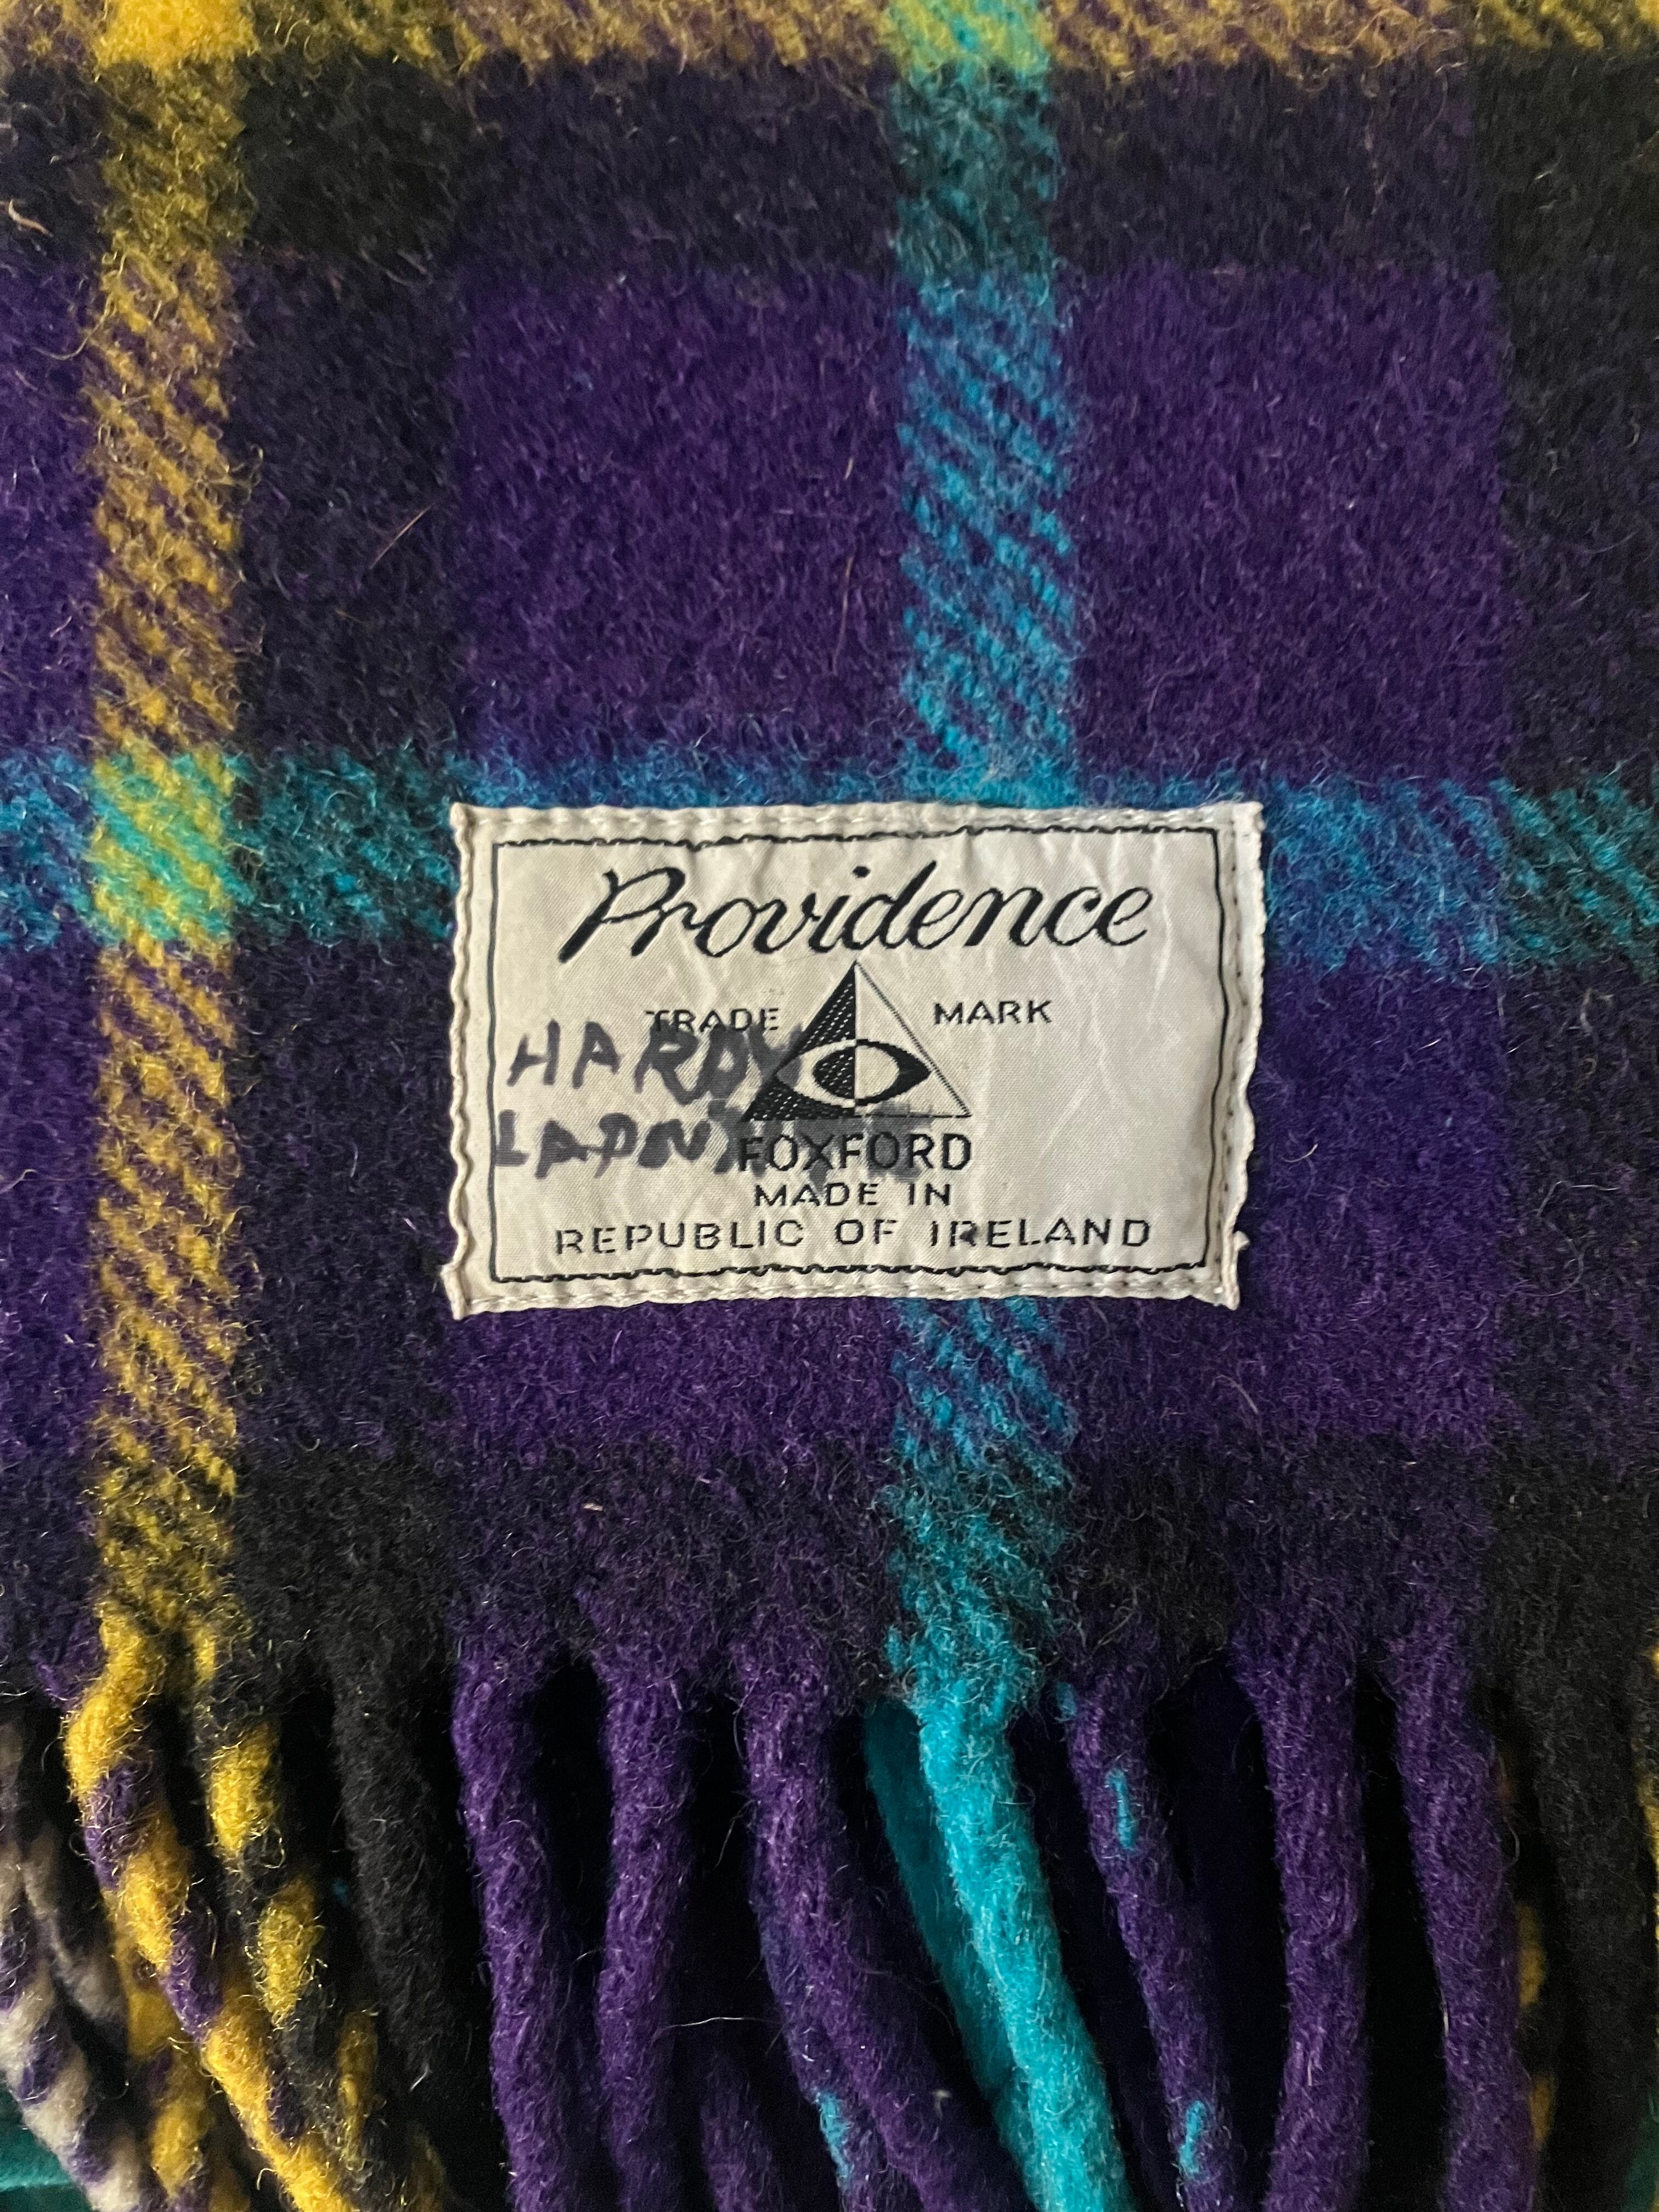 Providence
TRADE MARK
HARDY
FOXFORD
MADE IN
REPUBLIC OF IRELAND